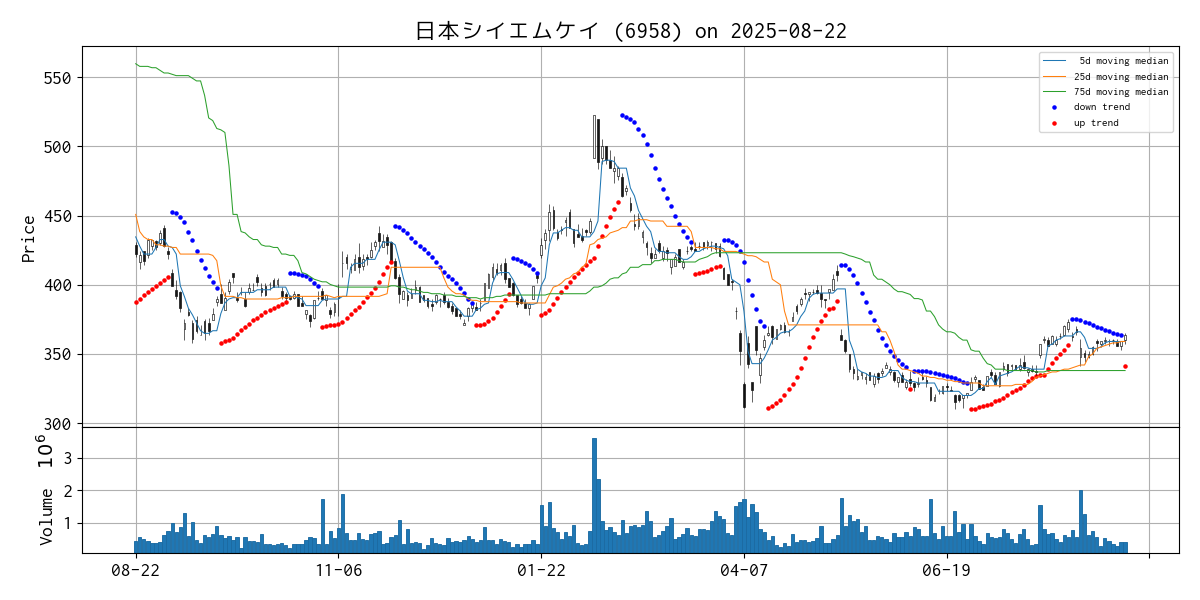 日本シイエムケイ (6958) on 2025-08-22
5d moving median
25d moving median
75d moving median
down trend
up trend
Price
550
500
450
400
350
300
Volume 10^6
3
2
1
08-22 11-06 01-22 04-07 06-19